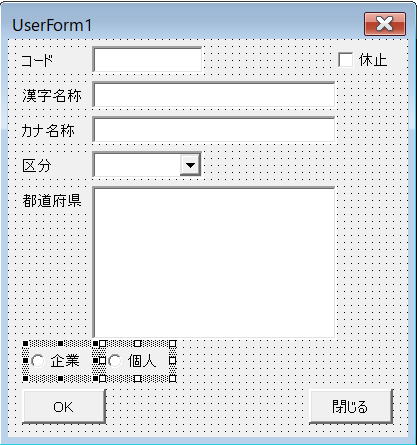 UserForm1
コード 休止
漢字名称
カナ名称
区分
都道府県
企業 個人
OK 閉じる